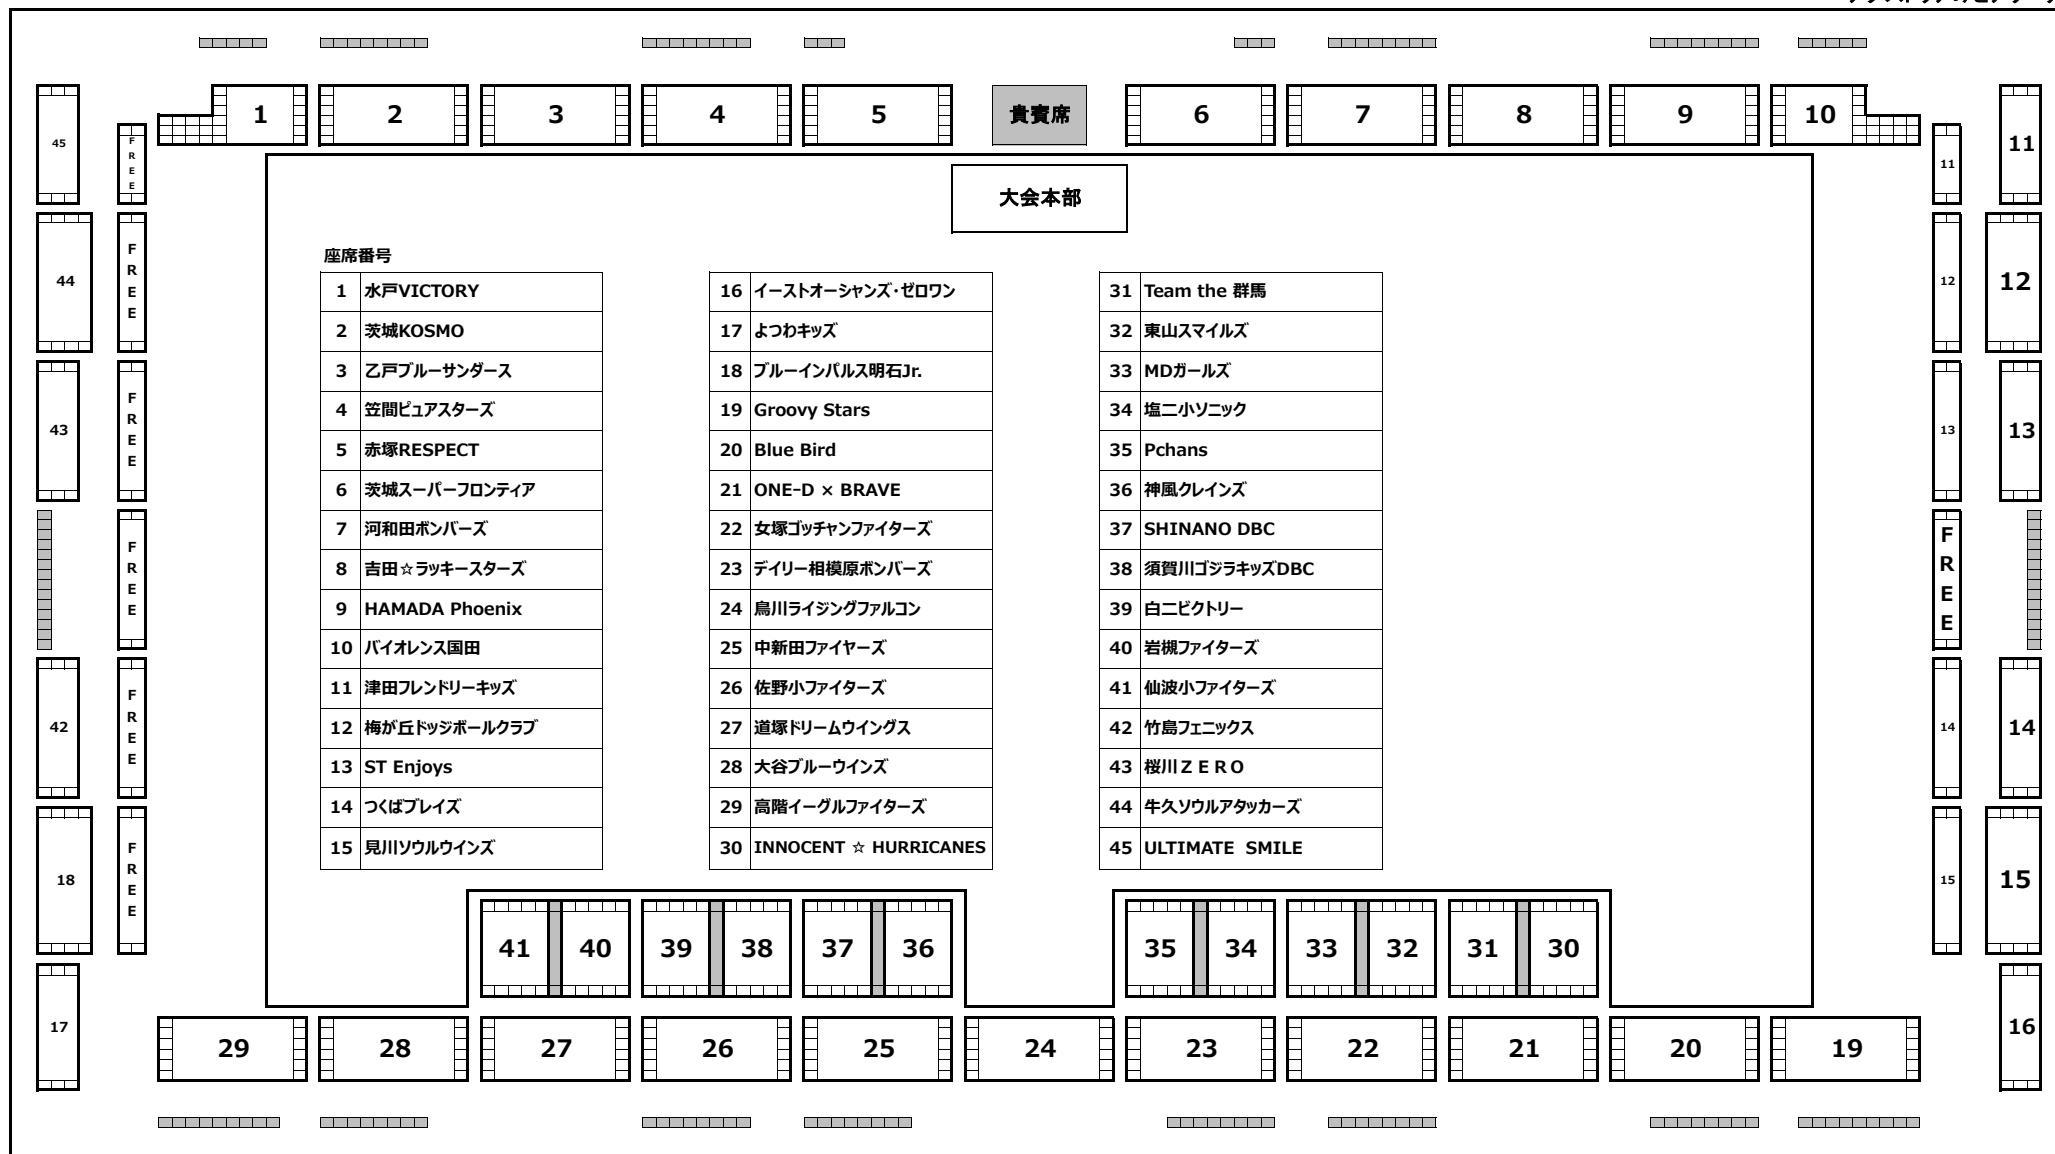 1 2 3 4 5 貴賓席 6 7 8 9 10
45 FREE 11 11
大会本部
44 FREE 12 12
43 FREE 13 13
FREE FREE
42 FREE 14 14
18 FREE 15 15
17 16
座席番号
1 水戸VICTORY
2 茨城KOSMO
3 乙戸ブルーサンダース
4 笠間ピュアスターズ
5 赤塚RESPECT
6 茨城スーパーフロンティア
7 河和田ボンバーズ
8 吉田☆ラッキースターズ
9 HAMADA Phoenix
10 バイオレンス国田
11 津田フレンドリーキッズ
12 梅が丘ドッジボールクラブ
13 ST Enjoys
14 つくばブレイズ
15 見川ソウルウインズ
16 イーストオーシャンズ・ゼロワン
17 よつわキッズ
18 ブルーインパルス明石Jr.
19 Groovy Stars
20 Blue Bird
21 ONE-D × BRAVE
22 女塚ゴッチャンファイターズ
23 デイリー相模原ボンバーズ
24 鳥川ライジングファルコン
25 中新田ファイヤーズ
26 佐野小ファイターズ
27 道塚ドリームウイングス
28 大谷ブルーウインズ
29 高階イーグルファイターズ
30 INNOCENT ☆ HURRICANES
31 Team the 群馬
32 東山スマイルズ
33 MDガールズ
34 塩二小ソニック
35 Pchans
36 神風クレインズ
37 SHINANO DBC
38 須賀川ゴジラキッズDBC
39 白二ビクトリー
40 岩槻ファイターズ
41 仙波小ファイターズ
42 竹島フェニックス
43 桜川ＺＥＲＯ
44 牛久ソウルアタッカーズ
45 ULTIMATE SMILE
41 40 39 38 37 36 35 34 33 32 31 30
29 28 27 26 25 24 23 22 21 20 19